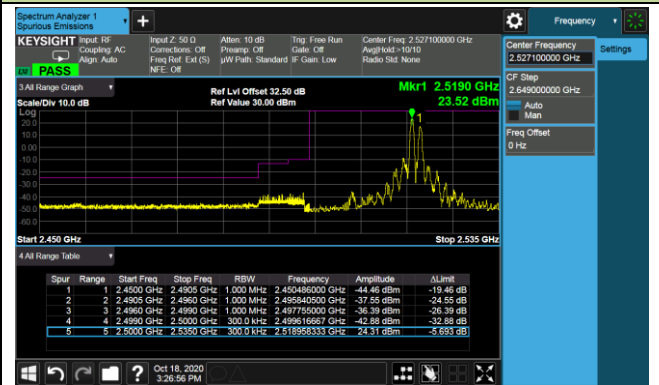 Spectrum Analyzer 1
Spurious Emissions
Frequency
KEYSIGHT
Input: RF
Coupling: AC
Align: Auto
Input Z: 50 Ω
Corrections: Off
Freq Ref: Ext (S)
NFE: Off
Atten: 10 dB
Preamp: Off
µW Path: Standard
Trig: Free Run
Gate: Off
IF Gain: Low
Center Freq: 2.527100000 GHz
Avg|Hold:>10/10
Radio Std: None
PASS
Center Frequency
2.527100000 GHz
Settings
CF Step
2.649000000 GHz
Auto
Man
Freq Offset
0 Hz
3 All Range Graph
Scale/Div 10.0 dB
Ref Lvl Offset 32.50 dB
Ref Value 30.00 dBm
Mkr1 2.5190 GHz
23.52 dBm
Log
20.0
10.0
0.00
-10.0
-20.0
-30.0
-40.0
-50.0
-60.0
1
Start 2.450 GHz
Stop 2.535 GHz
4 All Range Table
Spur Range Start Freq Stop Freq RBW Frequency Amplitude ΔLimit
1 1 2.4500 GHz 2.4905 GHz 1.000 MHz 2.450486000 GHz -44.46 dBm -19.46 dB
2 2 2.4905 GHz 2.4960 GHz 1.000 MHz 2.495840500 GHz -37.55 dBm -24.55 dB
3 3 2.4960 GHz 2.4990 GHz 1.000 MHz 2.497755000 GHz -36.39 dBm -26.39 dB
4 4 2.4990 GHz 2.5000 GHz 300.0 kHz 2.499616667 GHz -42.88 dBm -32.88 dB
5 5 2.5000 GHz 2.5350 GHz 300.0 kHz 2.518958333 GHz 24.31 dBm -5.693 dB
?
Oct 18, 2020
3:26:56 PM